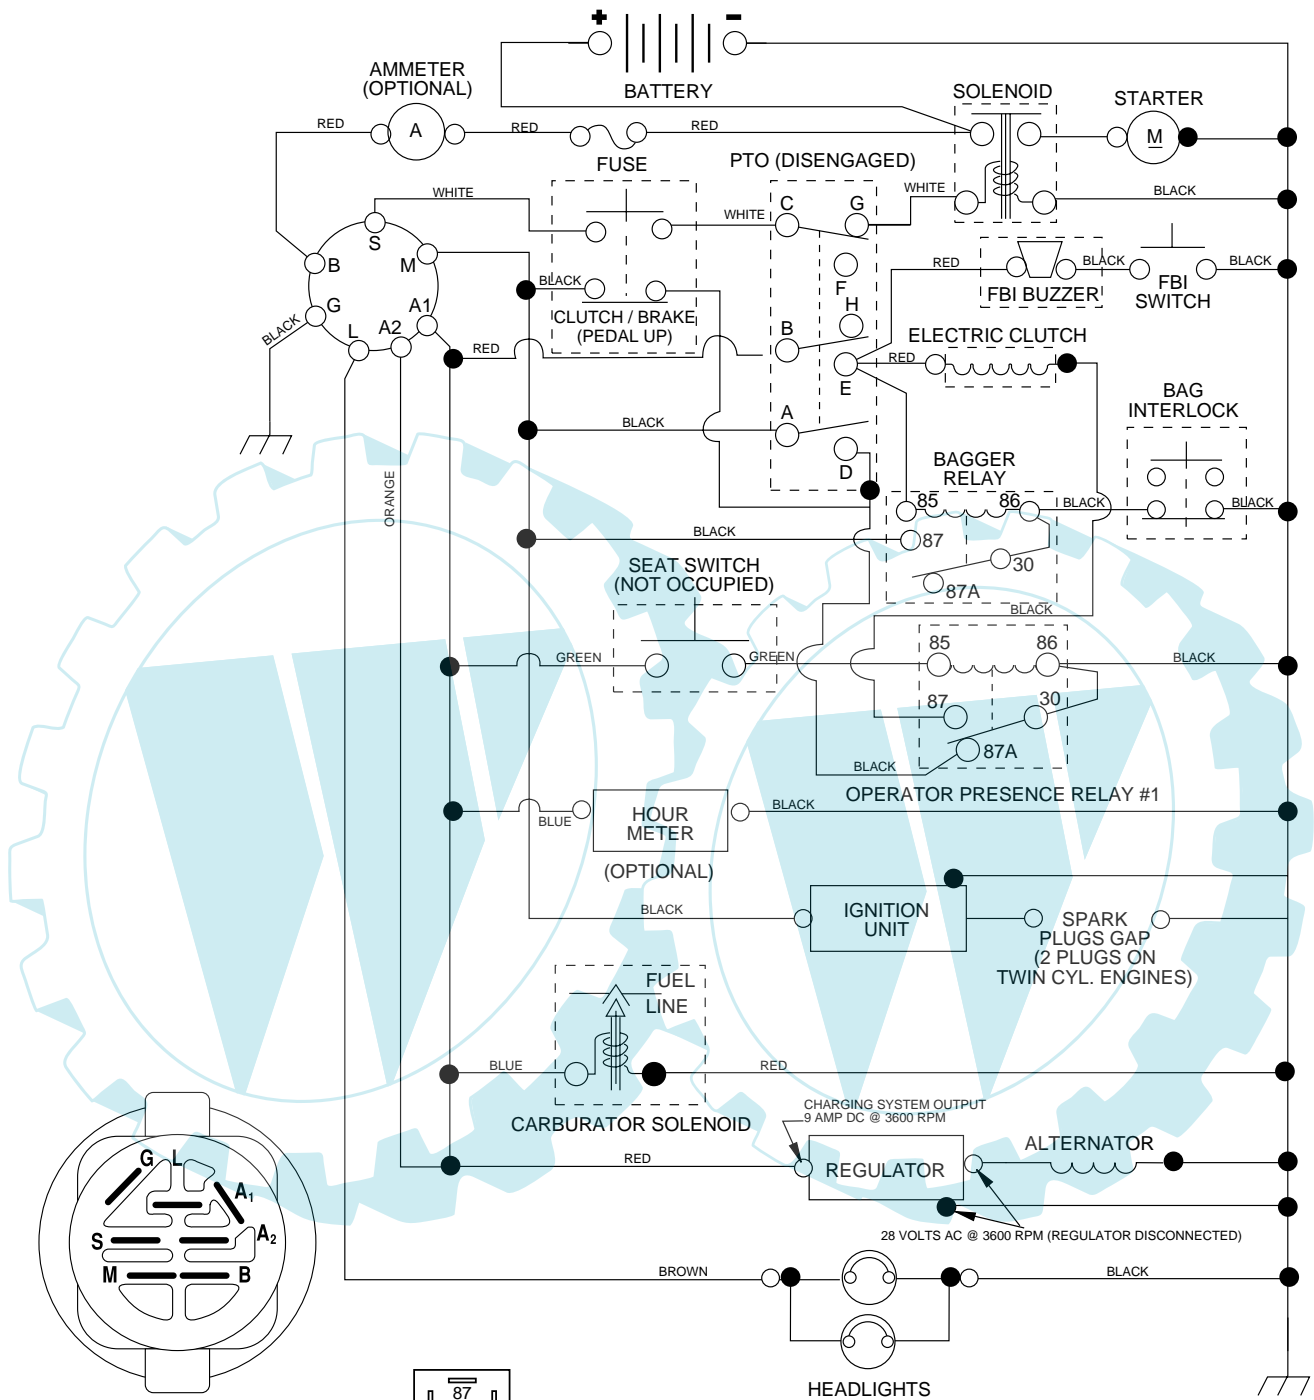 + -
BATTERY
AMMETER
(OPTIONAL)
SOLENOID
STARTER
RED
A
RED
RED
FUSE
M
PTO (DISENGAGED)
WHITE
WHITE
WHITE
BLACK
C
G
S
B
M
G
L
A2
A1
BLACK
BLACK
RED
CLUTCH / BRAKE
(PEDAL UP)
F
H
B
E
RED
BLACK
FBI BUZZER
FBI
SWITCH
ELECTRIC CLUTCH
RED
BAG
INTERLOCK
A
BLACK
D
ORANGE
BAGGER
RELAY
85
86
BLACK
BLACK
BLACK
87
30
87A
SEAT SWITCH
(NOT OCCUPIED)
BLACK
GREEN
GREEN
85
86
BLACK
87
30
87A
BLACK
OPERATOR PRESENCE RELAY #1
BLUE
HOUR
METER
BLACK
(OPTIONAL)
BLACK
IGNITION
UNIT
SPARK
PLUGS GAP
(2 PLUGS ON
TWIN CYL. ENGINES)
FUEL
LINE
BLUE
RED
CARBURATOR SOLENOID
CHARGING SYSTEM OUTPUT
9 AMP DC @ 3600 RPM
RED
REGULATOR
ALTERNATOR
28 VOLTS AC @ 3600 RPM (REGULATOR DISCONNECTED)
G
L
A1
A2
S
M
B
BROWN
BLACK
HEADLIGHTS
87